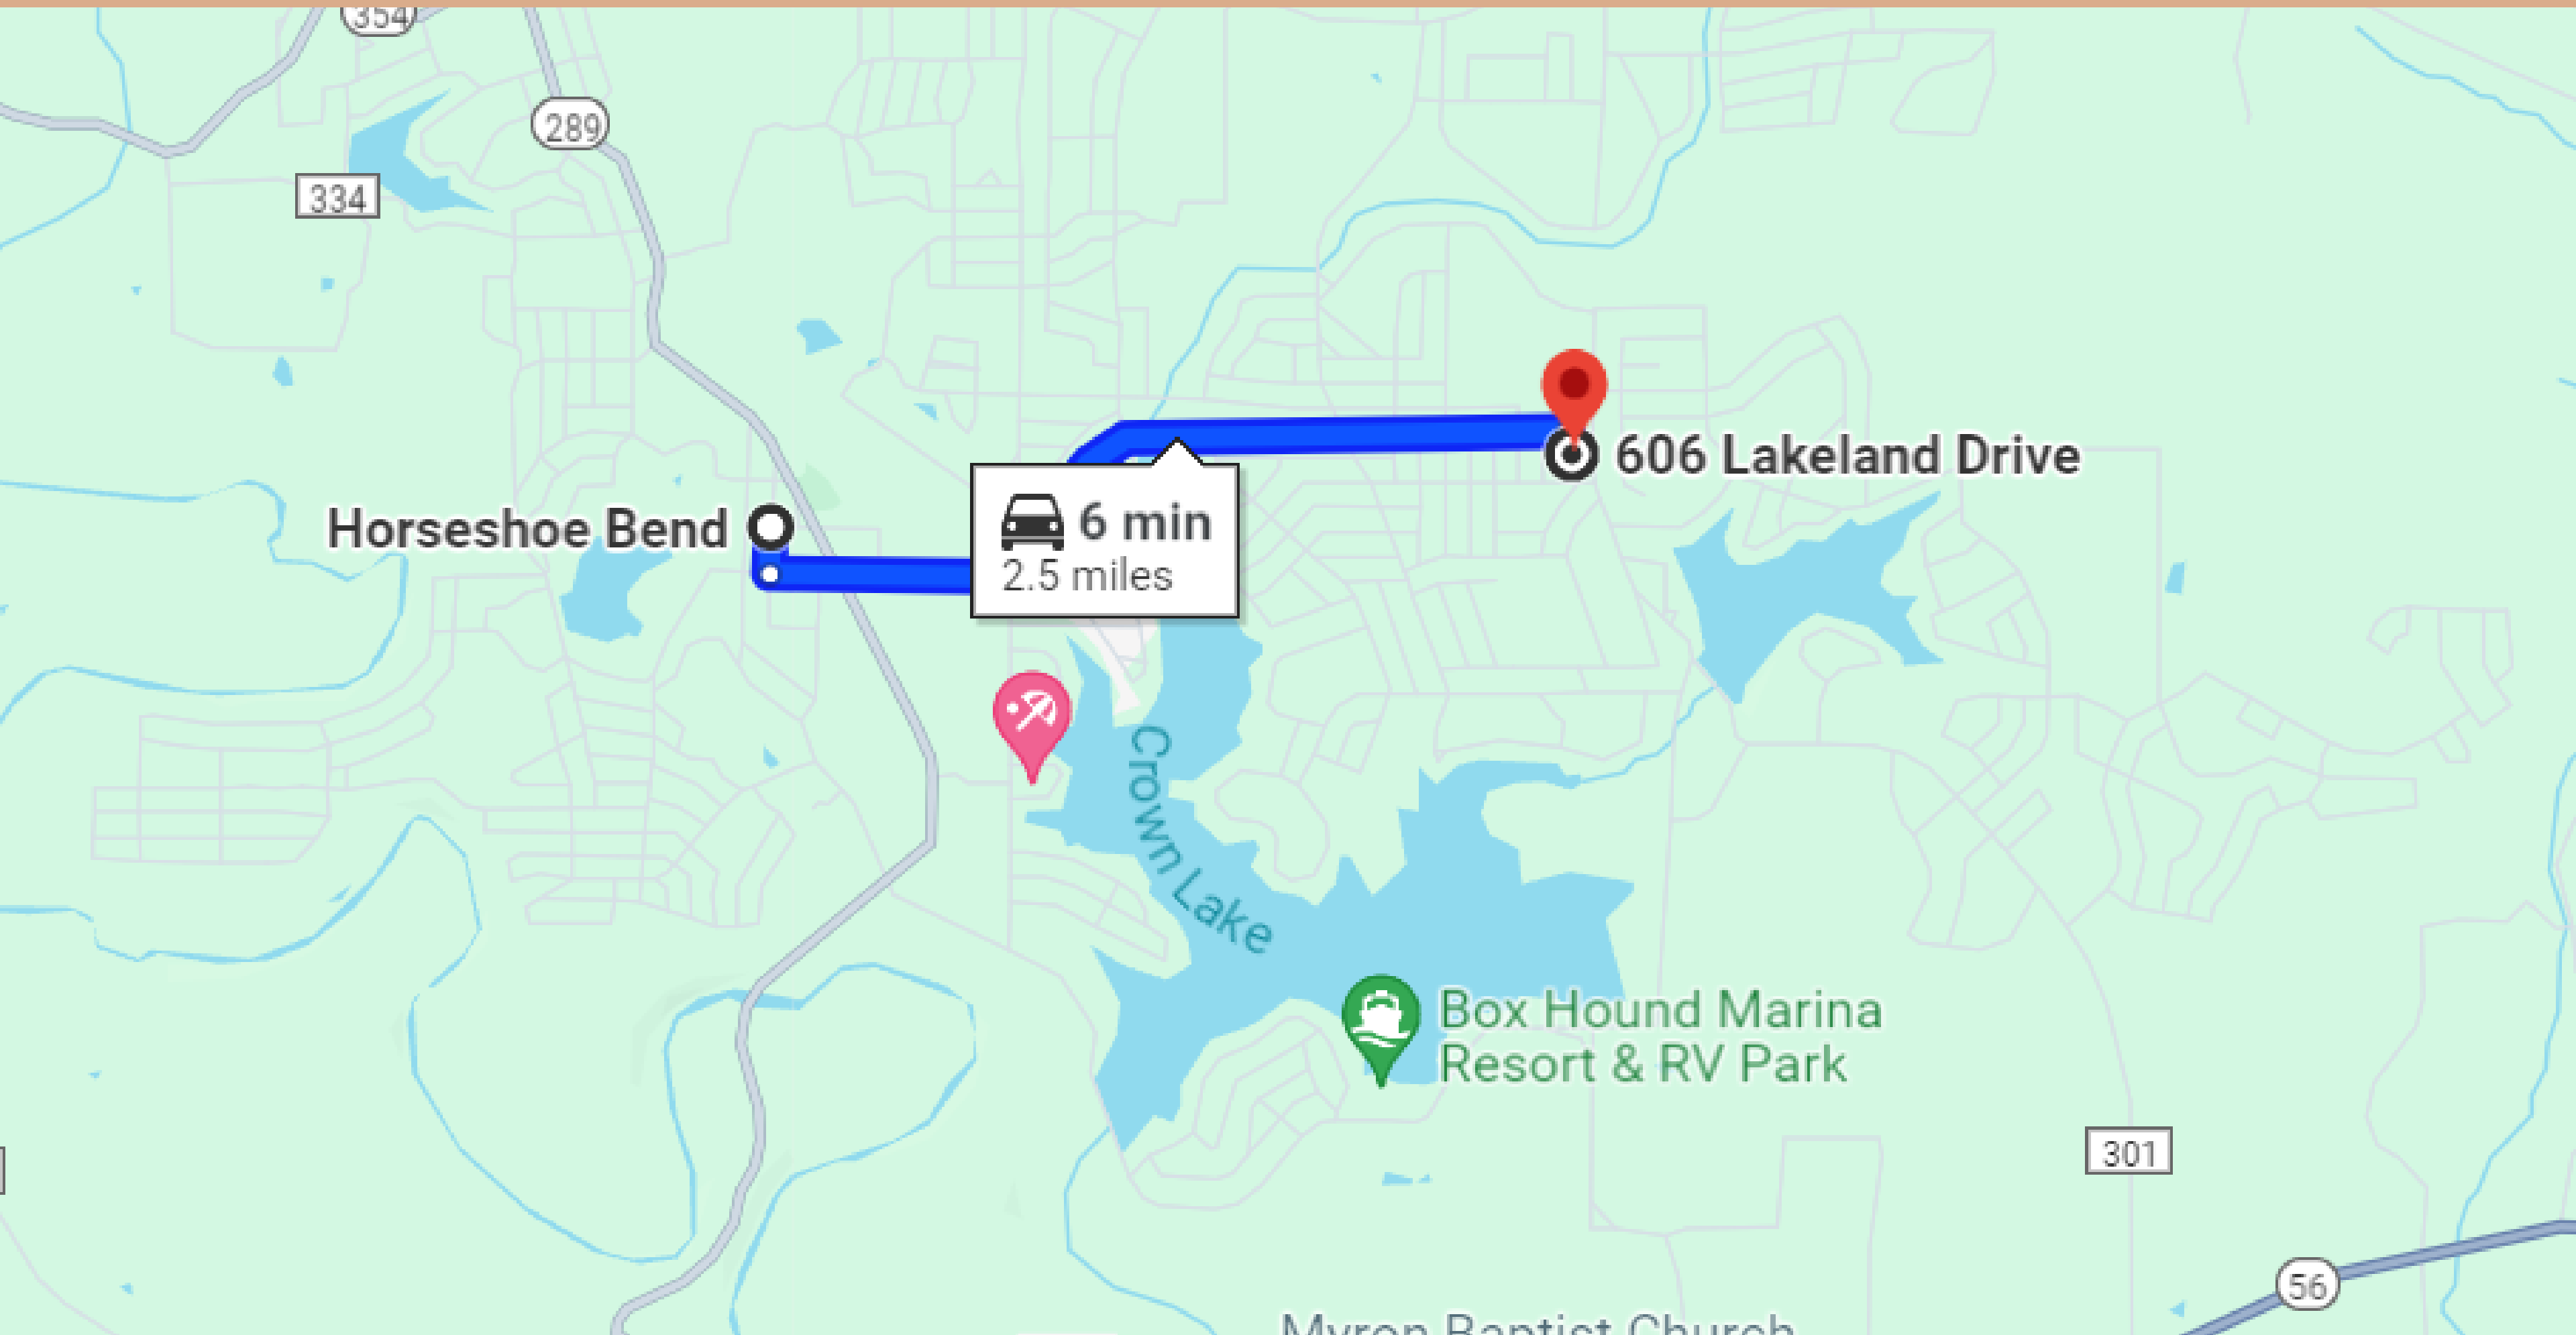 354
289
334
606 Lakeland Drive
Horseshoe Bend
6 min
2.5 miles
Crown Lake
Box Hound Marina
Resort & RV Park
301
56
Myron Baptist Church